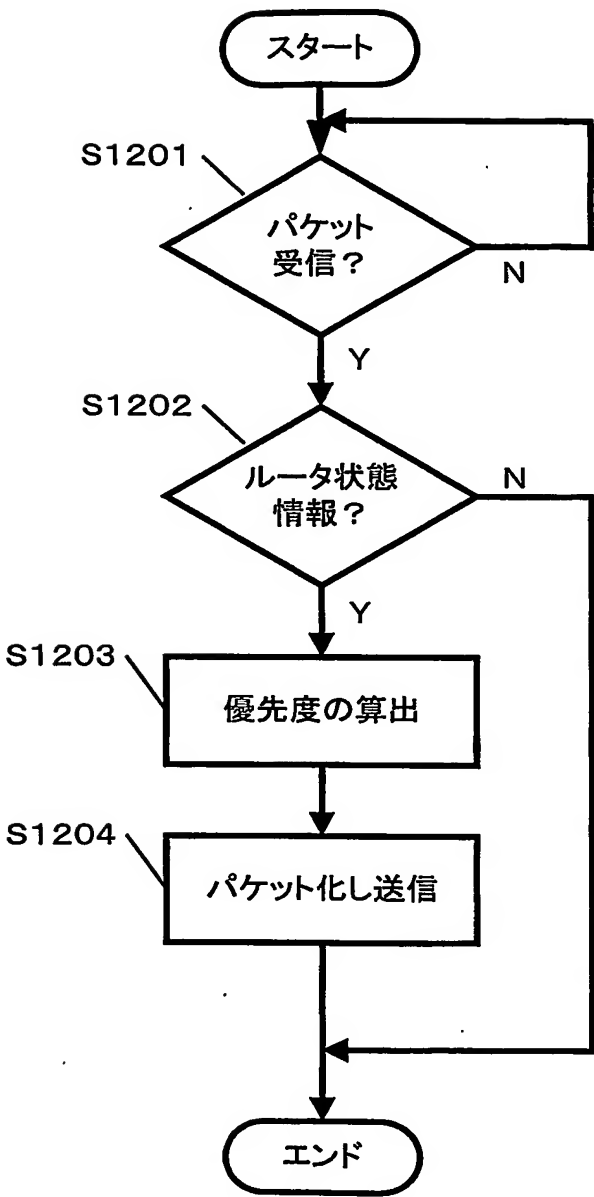 スタート
S1201
パケット
受信？
N
Y
S1202
ルータ状態
情報？
N
Y
S1203
優先度の算出
S1204
パケット化し送信
エンド